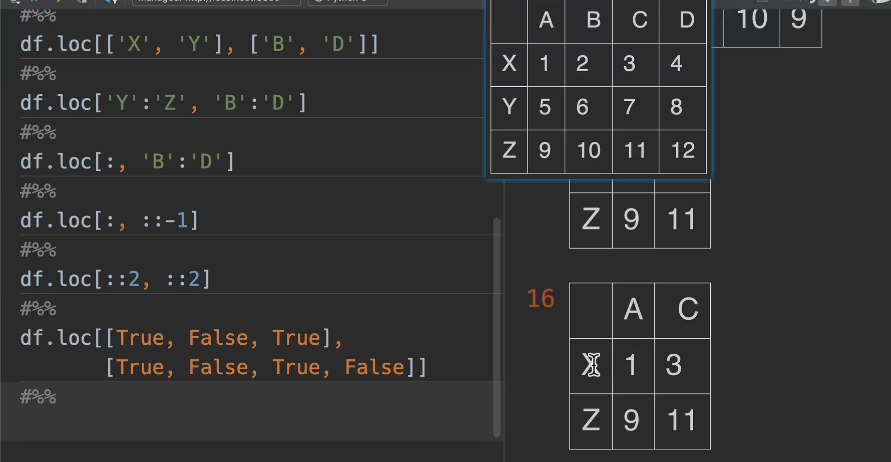 #%%
df.loc[['X', 'Y'], ['B', 'D']]
#%%
df.loc['Y':'Z', 'B':'D']
#%%
df.loc[:, 'B':'D']
#%%
df.loc[:, ::-1]
#%%
df.loc[::2, ::2]
#%%
df.loc[[True, False, True],
[True, False, True, False]]
#%%
A B C D
X 1 2 3 4
Y 5 6 7 8
Z 9 10 11 12
10 9
Z 9 11
16
A C
X 1 3
Z 9 11